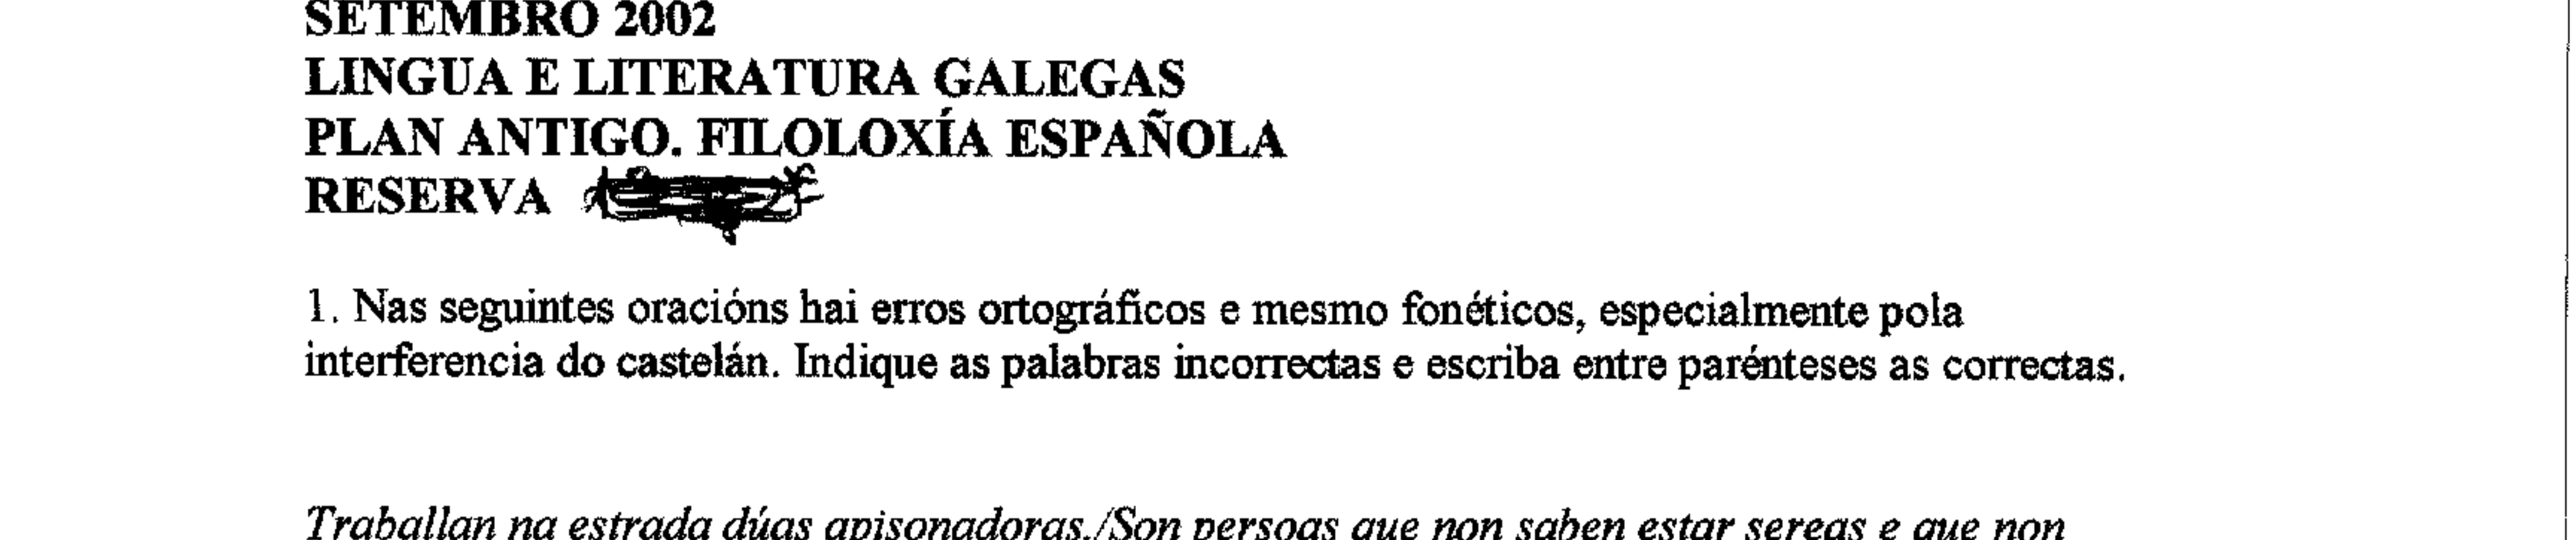 SETEMBRO 2002
LINGUA E LITERATURA GALEGAS
PLAN ANTIGO. FILOLOXÍA ESPAÑOLA
RESERVA
1. Nas seguintes oracións hai erros ortográficos e mesmo fonéticos, especialmente pola
interferencia do castelán. Indique as palabras incorrectas e escriba entre parénteses as correctas.
Traballan na estrada dúas apisonadoras./Son persoas que non saben estar sereas e que non